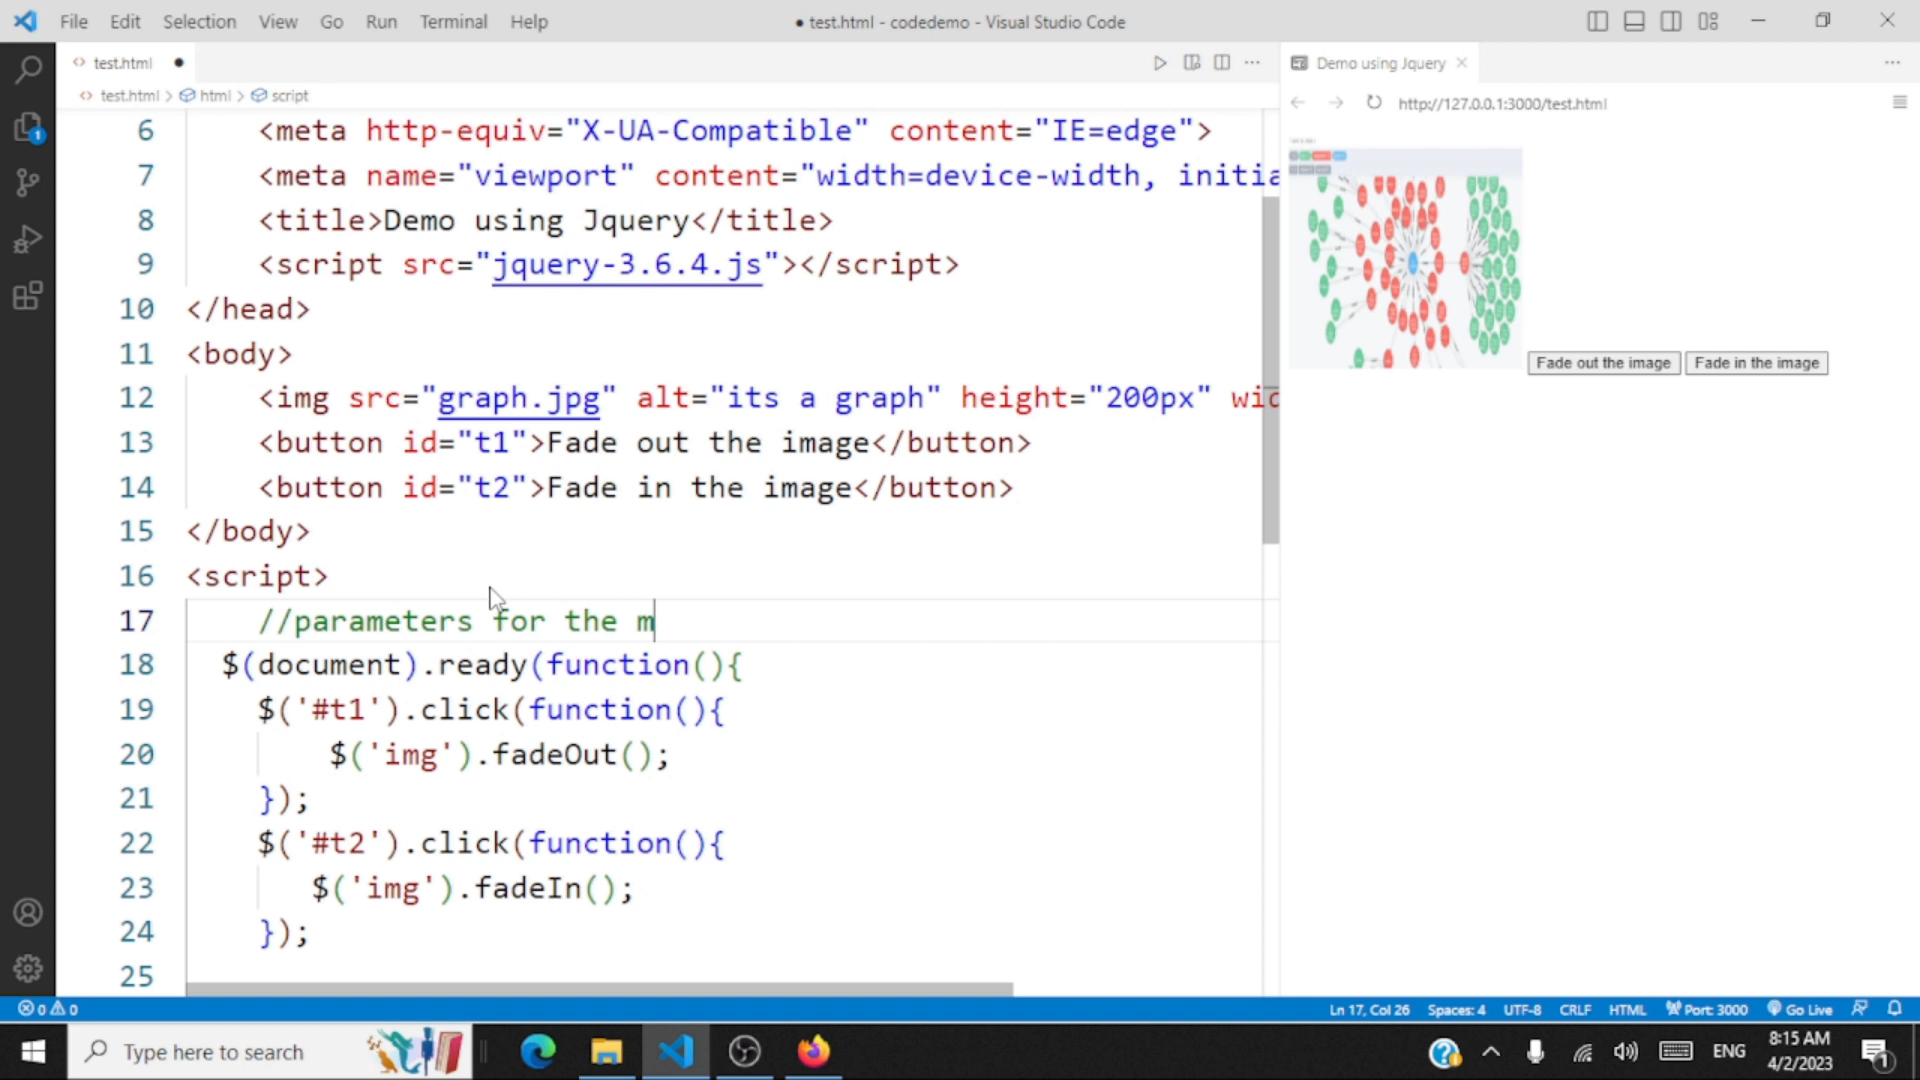 File Edit Selection View Go Run Terminal Help
● test.html - codedemo - Visual Studio Code
test.html ●
Demo using Jquery
test.html > html > script
http://127.0.0.1:3000/test.html
6 <meta http-equiv="X-UA-Compatible" content="IE=edge">
7 <meta name="viewport" content="width=device-width, initia
8 <title>Demo using Jquery</title>
9 <script src="jquery-3.6.4.js"></script>
10 </head>
11 <body>
12 <img src="graph.jpg" alt="its a graph" height="200px" wid
13 <button id="t1">Fade out the image</button>
14 <button id="t2">Fade in the image</button>
15 </body>
16 <script>
17 //parameters for the m
18 $(document).ready(function(){
19 $('#t1').click(function(){
20 $('img').fadeOut();
21 });
22 $('#t2').click(function(){
23 $('img').fadeIn();
24 });
25
Fade out the image Fade in the image
1
0 0
Ln 17, Col 26 Spaces: 4 UTF-8 CRLF HTML Port: 3000 Go Live
Type here to search
ENG
8:15 AM
4/2/2023
1